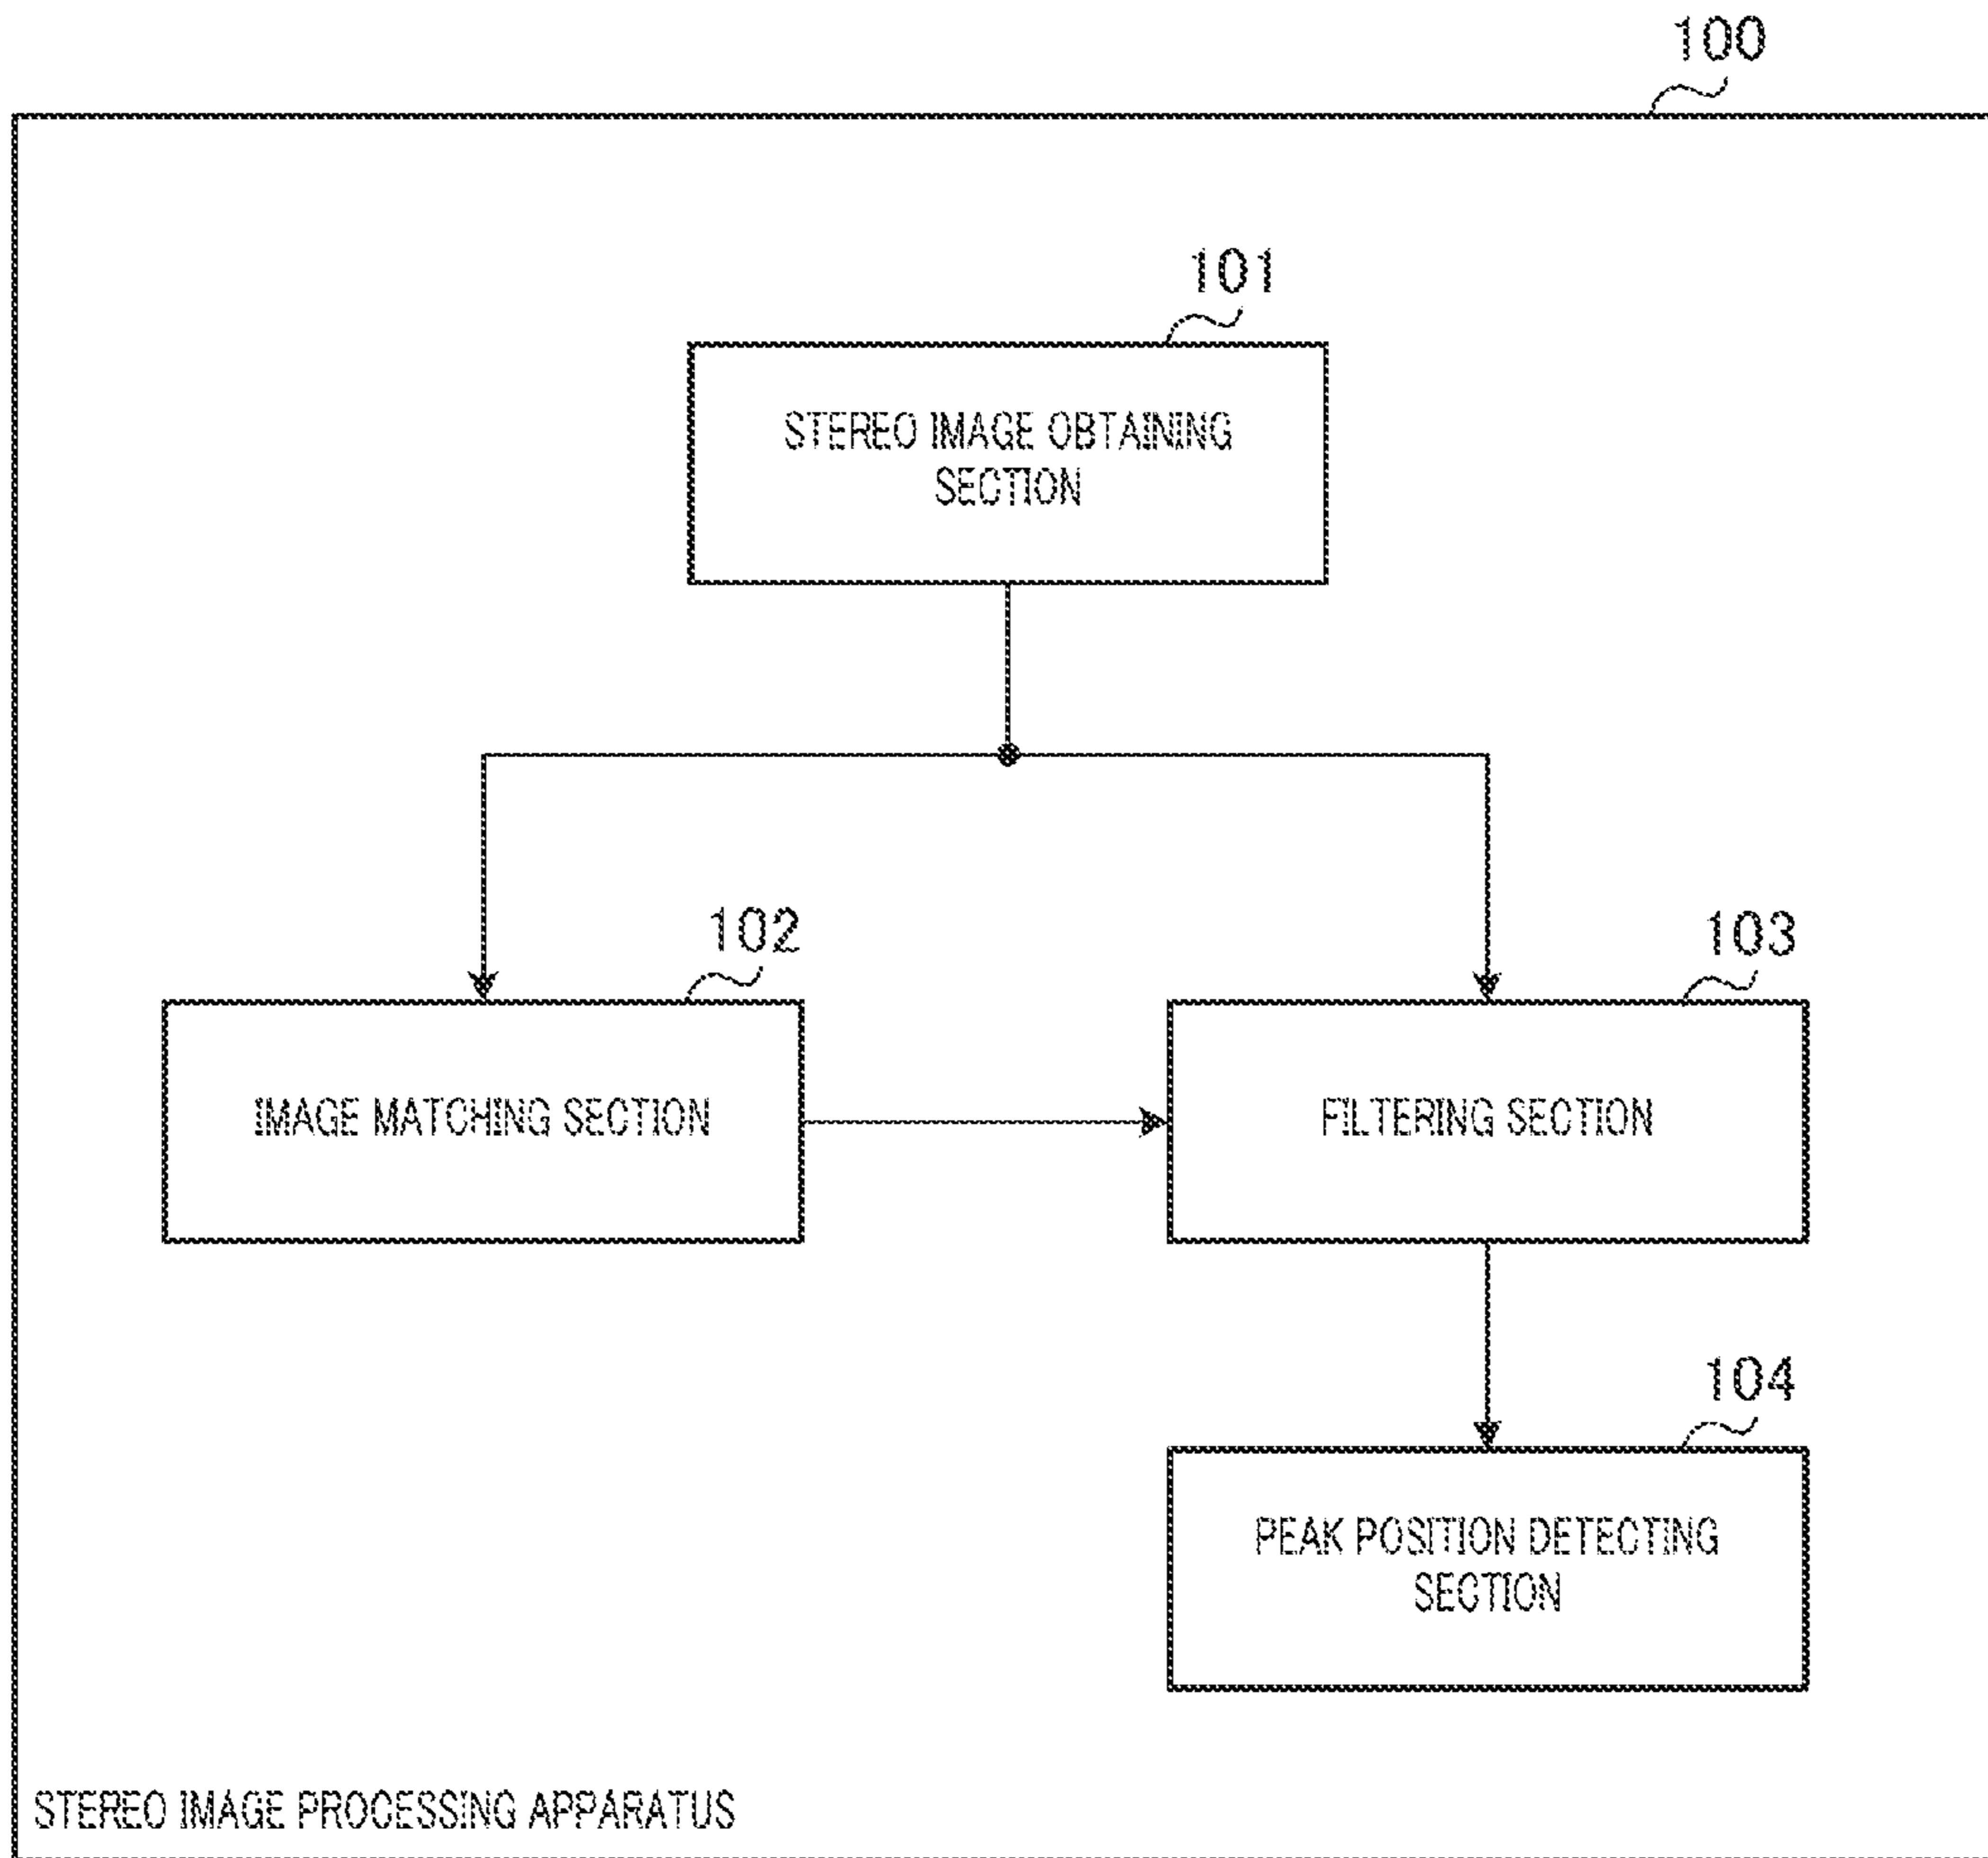 100
101
STEREO IMAGE OBTAINING
SECTION
102
103
IMAGE MATCHING SECTION
FILTERING SECTION
104
PEAK POSITION DETECTING
SECTION
STEREO IMAGE PROCESSING APPARATUS